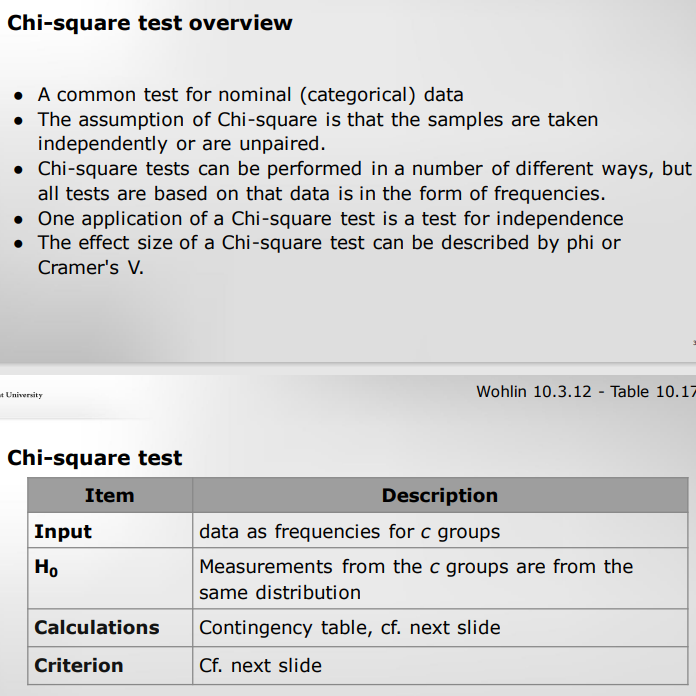 Chi-square test overview
● A common test for nominal (categorical) data
● The assumption of Chi-square is that the samples are taken
independently or are unpaired.
● Chi-square tests can be performed in a number of different ways, but
all tests are based on that data is in the form of frequencies.
● One application of a Chi-square test is a test for independence
● The effect size of a Chi-square test can be described by phi or
Cramer's V.
University
Wohlin 10.3.12 - Table 10.17
Chi-square test
Item Description
Input data as frequencies for c groups
H₀ Measurements from the c groups are from the
same distribution
Calculations Contingency table, cf. next slide
Criterion Cf. next slide